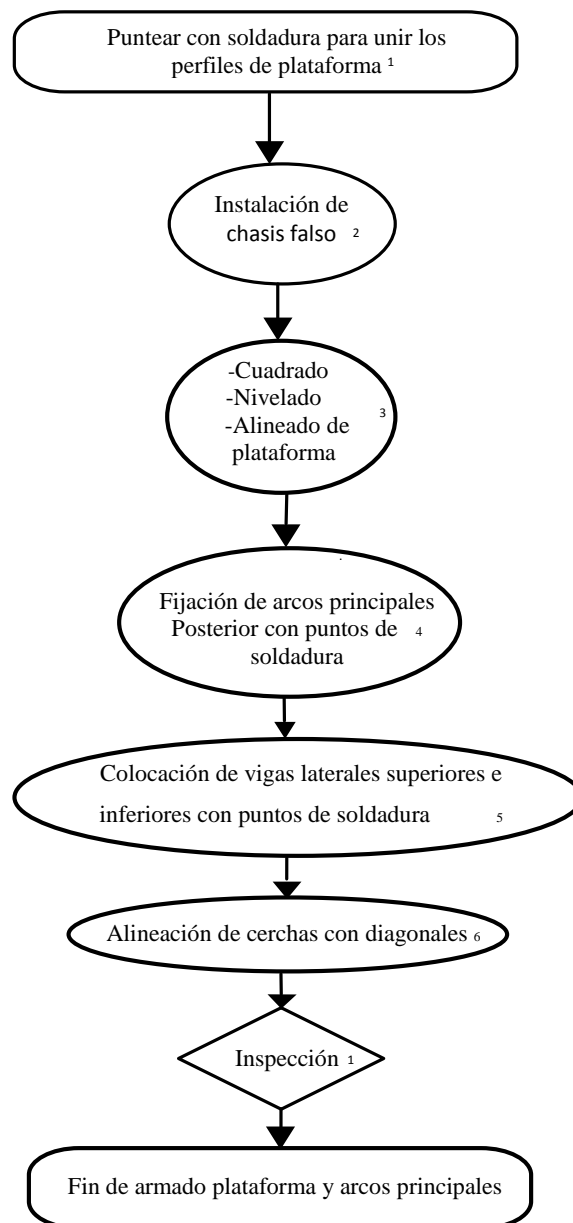 Puntear con soldadura para unir los
perfiles de plataforma 1
Instalación de
chasis falso 2
-Cuadrado
-Nivelado
-Alineado de 3
plataforma
Fijación de arcos principales
Posterior con puntos de 4
soldadura
Colocación de vigas laterales superiores e
inferiores con puntos de soldadura 5
Alineación de cerchas con diagonales 6
Inspección 1
Fin de armado plataforma y arcos principales